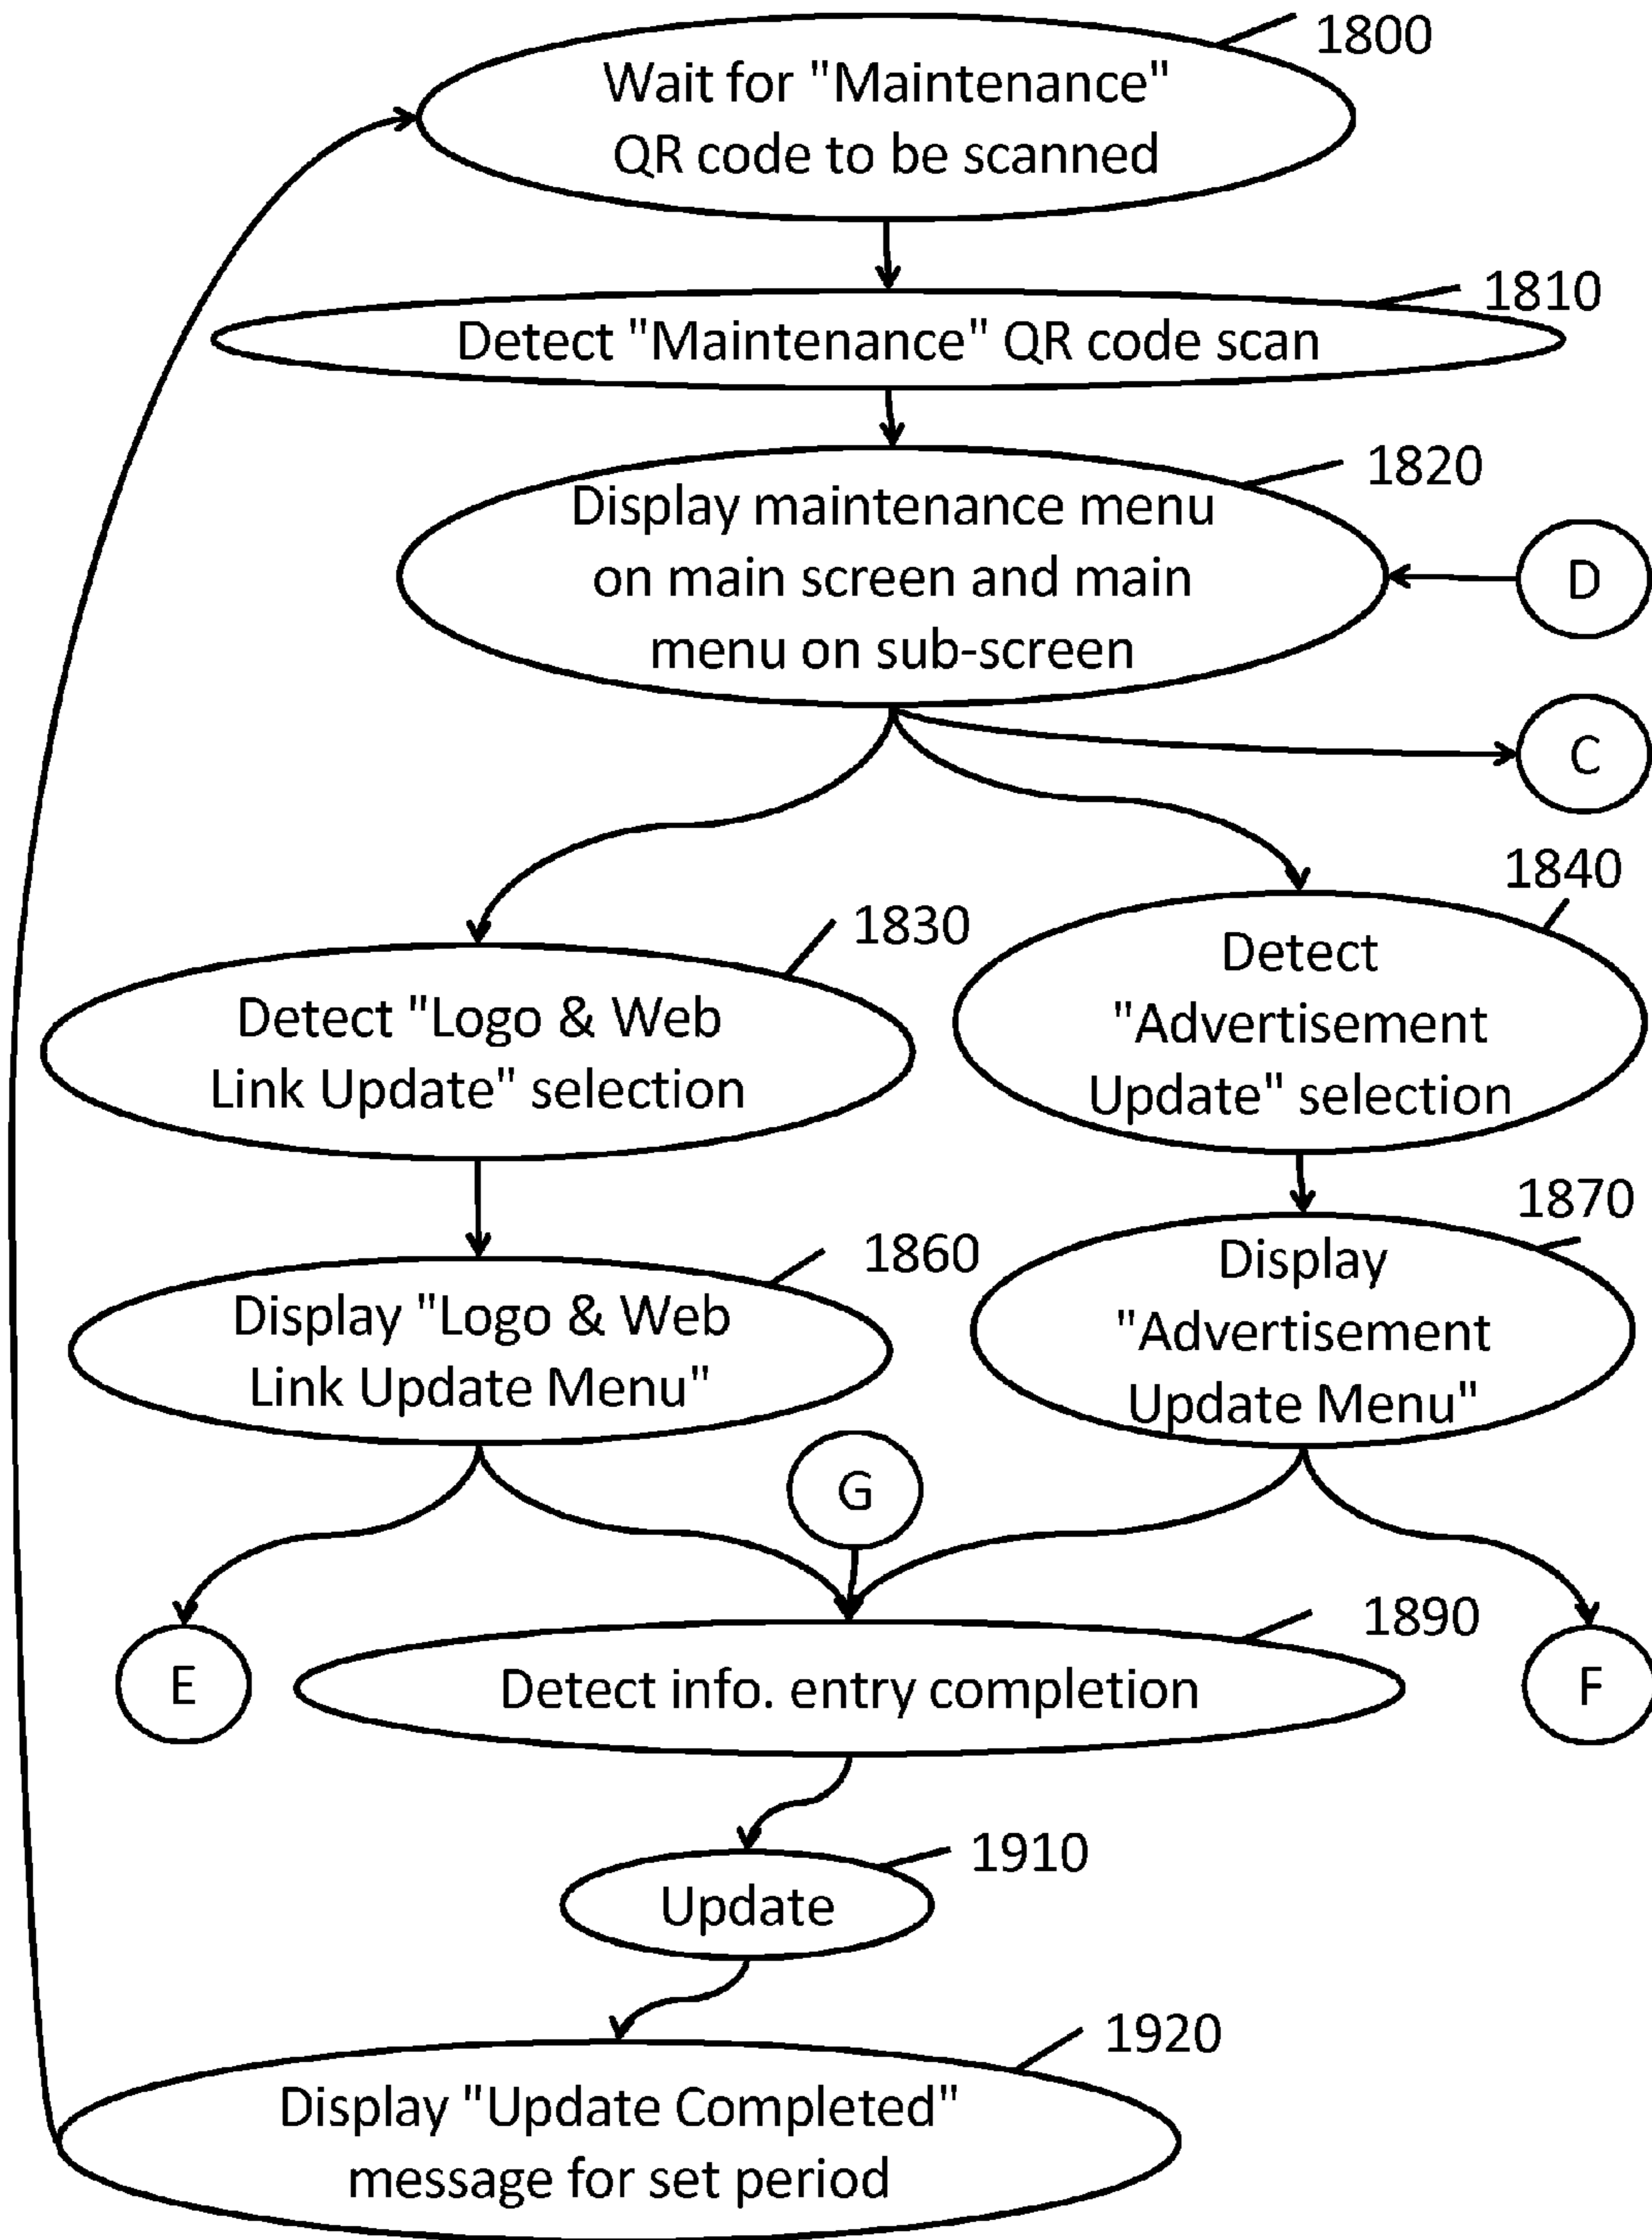 1800
Wait for "Maintenance"
QR code to be scanned
1810
Detect "Maintenance" QR code scan
1820
Display maintenance menu
on main screen and main
menu on sub-screen
D
C
1830
Detect "Logo & Web
Link Update" selection
1840
Detect
"Advertisement
Update" selection
1860
Display "Logo & Web
Link Update Menu"
1870
Display
"Advertisement
Update Menu"
G
E
1890
Detect info. entry completion
F
1910
Update
1920
Display "Update Completed"
message for set period